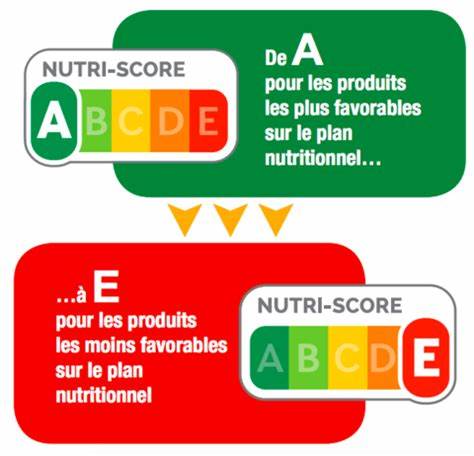 NUTRI-SCORE
A B C D E
De A
pour les produits
les plus favorables
sur le plan
nutritionnel...
...à E
pour les produits
les moins favorables
sur le plan
nutritionnel
NUTRI-SCORE
A B C D E